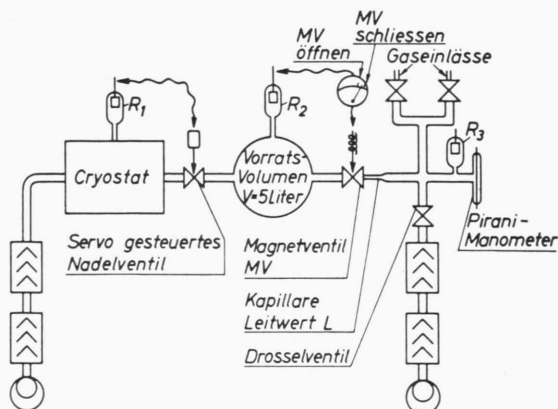 MV
öffnen
MV
schliessen
Gaseinlässe
R1
R2
R3
Cryostat
Vorrats-
Volumen
V=5Liter
Servo gesteuertes
Nadelventil
Magnetventil
MV
Pirani-
Manometer
Kapillare
Leitwert L
Drosselventil